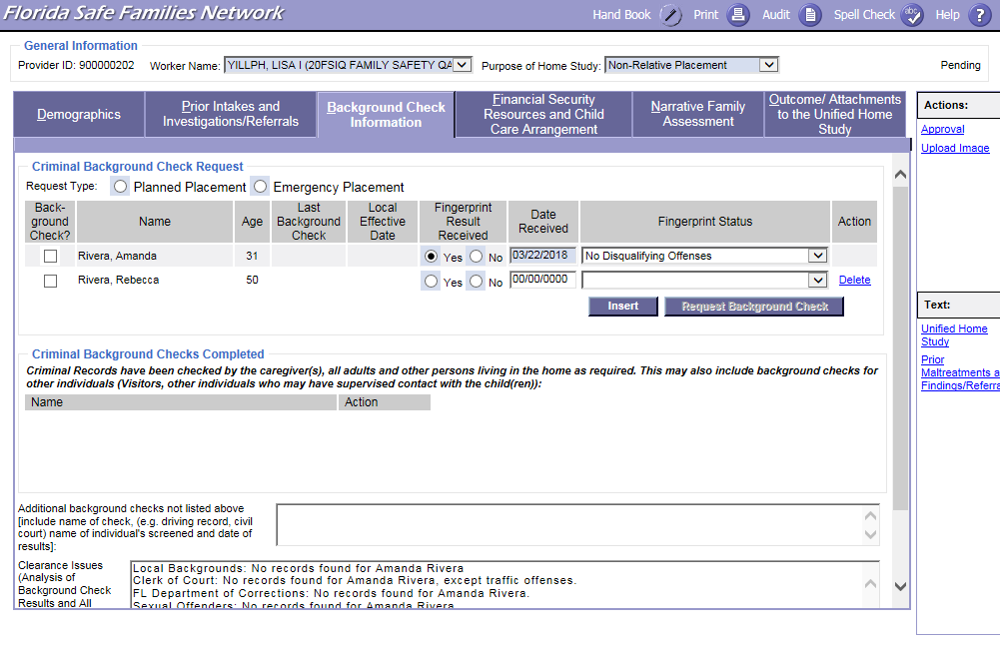 Florida Safe Families Network
Hand Book Print Audit Spell Check abc Help ?
General Information
Provider ID: 900000202 Worker Name: YILLPH, LISA I (20FSIQ FAMILY SAFETY QA Purpose of Home Study: Non-Relative Placement Pending
Demographics
Prior Intakes and
Investigations/Referrals
Background Check
Information
Financial Security
Resources and Child
Care Arrangement
Narrative Family
Assessment
Outcome/ Attachments
to the Unified Home
Study
Actions:
Approval
Upload Image
Criminal Background Check Request
Request Type: Planned Placement Emergency Placement
Back-
ground
Check?
Name
Age
Last
Background
Check
Local
Effective
Date
Fingerprint
Result
Received
Date
Received
Fingerprint Status
Action
Rivera, Amanda 31 Yes No 03/22/2018 No Disqualifying Offenses
Rivera, Rebecca 50 Yes No 00/00/0000 Delete
Insert Request Background Check
Text:
Unified Home
Study
Prior
Maltreatments a
Findings/Referra
Criminal Background Checks Completed
Criminal Records have been checked by the caregiver(s), all adults and other persons living in the home as required. This may also include background checks for
other individuals (Visitors, other individuals who may have supervised contact with the child(ren)):
Name Action
Additional background checks not listed above
[include name of check, (e.g. driving record, civil
court) name of individual's screened and date of
results]:
Clearance Issues
(Analysis of
Background Check
Results and All
Local Backgrounds: No records found for Amanda Rivera
Clerk of Court: No records found for Amanda Rivera, except traffic offenses.
FL Department of Corrections: No records found for Amanda Rivera.
Sexual Offenders: No records found for Amanda Rivera